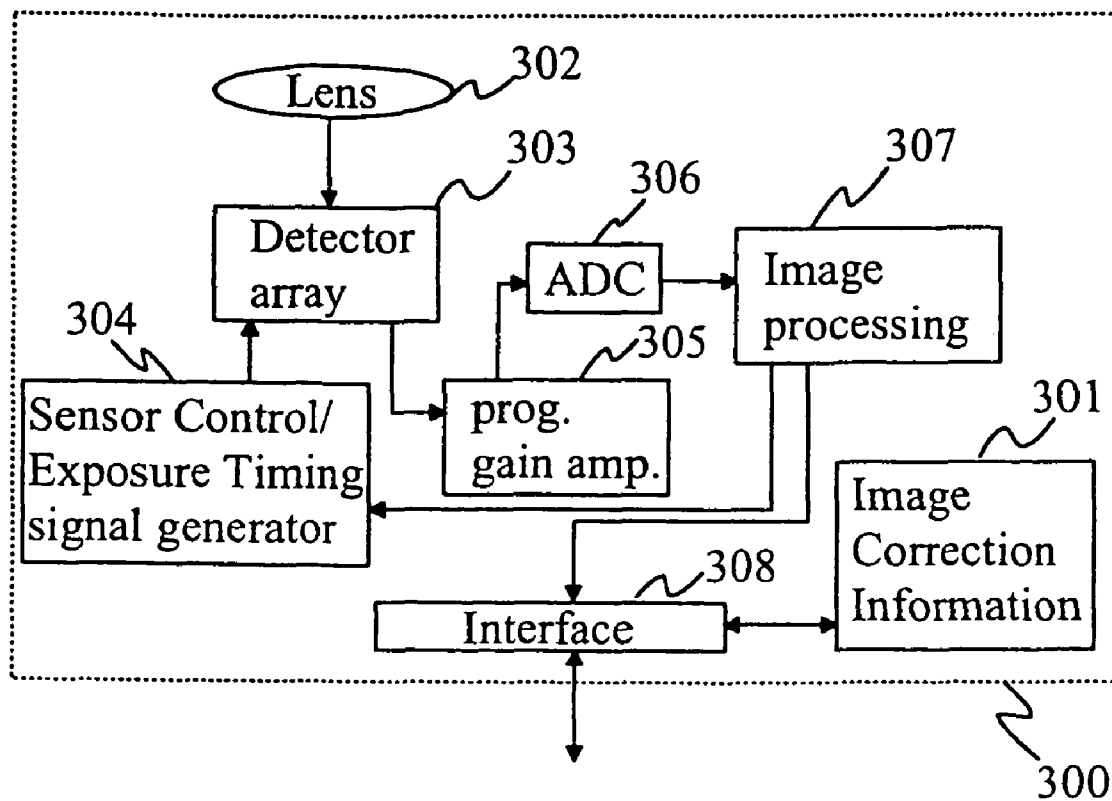 302
Lens
303
307
306
Detector
array
ADC
Image
processing
304
305
Sensor Control/
Exposure Timing
signal generator
prog.
gain amp.
301
Image
Correction
Information
308
Interface
300